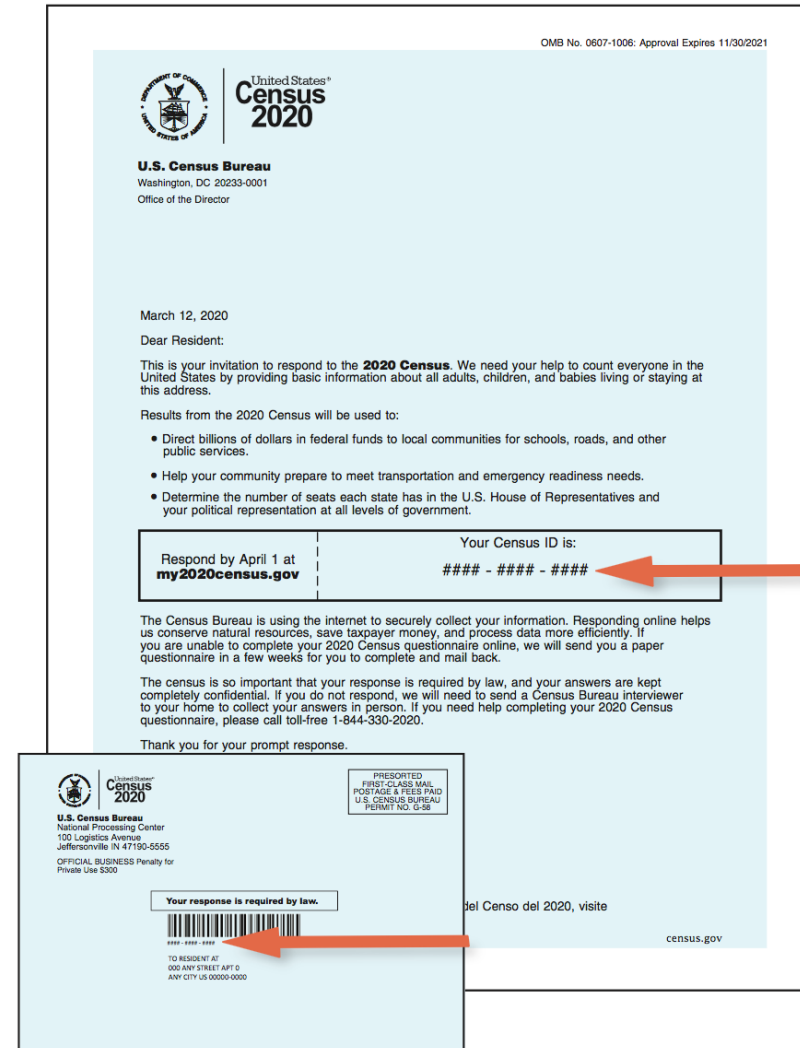 OMB No. 0607-1006: Approval Expires 11/30/2021
United States®
Census
2020
U.S. Census Bureau
Washington, DC 20233-0001
Office of the Director
March 12, 2020
Dear Resident:
This is your invitation to respond to the 2020 Census. We need your help to count everyone in the
United States by providing basic information about all adults, children, and babies living or staying at
this address.
Results from the 2020 Census will be used to:
• Direct billions of dollars in federal funds to local communities for schools, roads, and other
public services.
• Help your community prepare to meet transportation and emergency readiness needs.
• Determine the number of seats each state has in the U.S. House of Representatives and
your political representation at all levels of government.
Respond by April 1 at
my2020census.gov
Your Census ID is:
#### - #### - ####
The Census Bureau is using the internet to securely collect your information. Responding online helps
us conserve natural resources, save taxpayer money, and process data more efficiently. If
you are unable to complete your 2020 Census questionnaire online, we will send you a paper
questionnaire in a few weeks for you to complete and mail back.
The census is so important that your response is required by law, and your answers are kept
completely confidential. If you do not respond, we will need to send a Census Bureau interviewer
to your home to collect your answers in person. If you need help completing your 2020 Census
questionnaire, please call toll-free 1-844-330-2020.
Thank you for your prompt response.
del Censo del 2020, visite
census.gov
United States®
Census
2020
U.S. Census Bureau
National Processing Center
100 Logistics Avenue
Jeffersonville IN 47190-5555
OFFICIAL BUSINESS Penalty for
Private Use $300
PRESORTED
FIRST-CLASS MAIL
POSTAGE & FEES PAID
U.S. CENSUS BUREAU
PERMIT NO. G-58
Your response is required by law.
#### - #### - ####
TO RESIDENT AT
000 ANY STREET APT 0
ANY CITY US 00000-0000